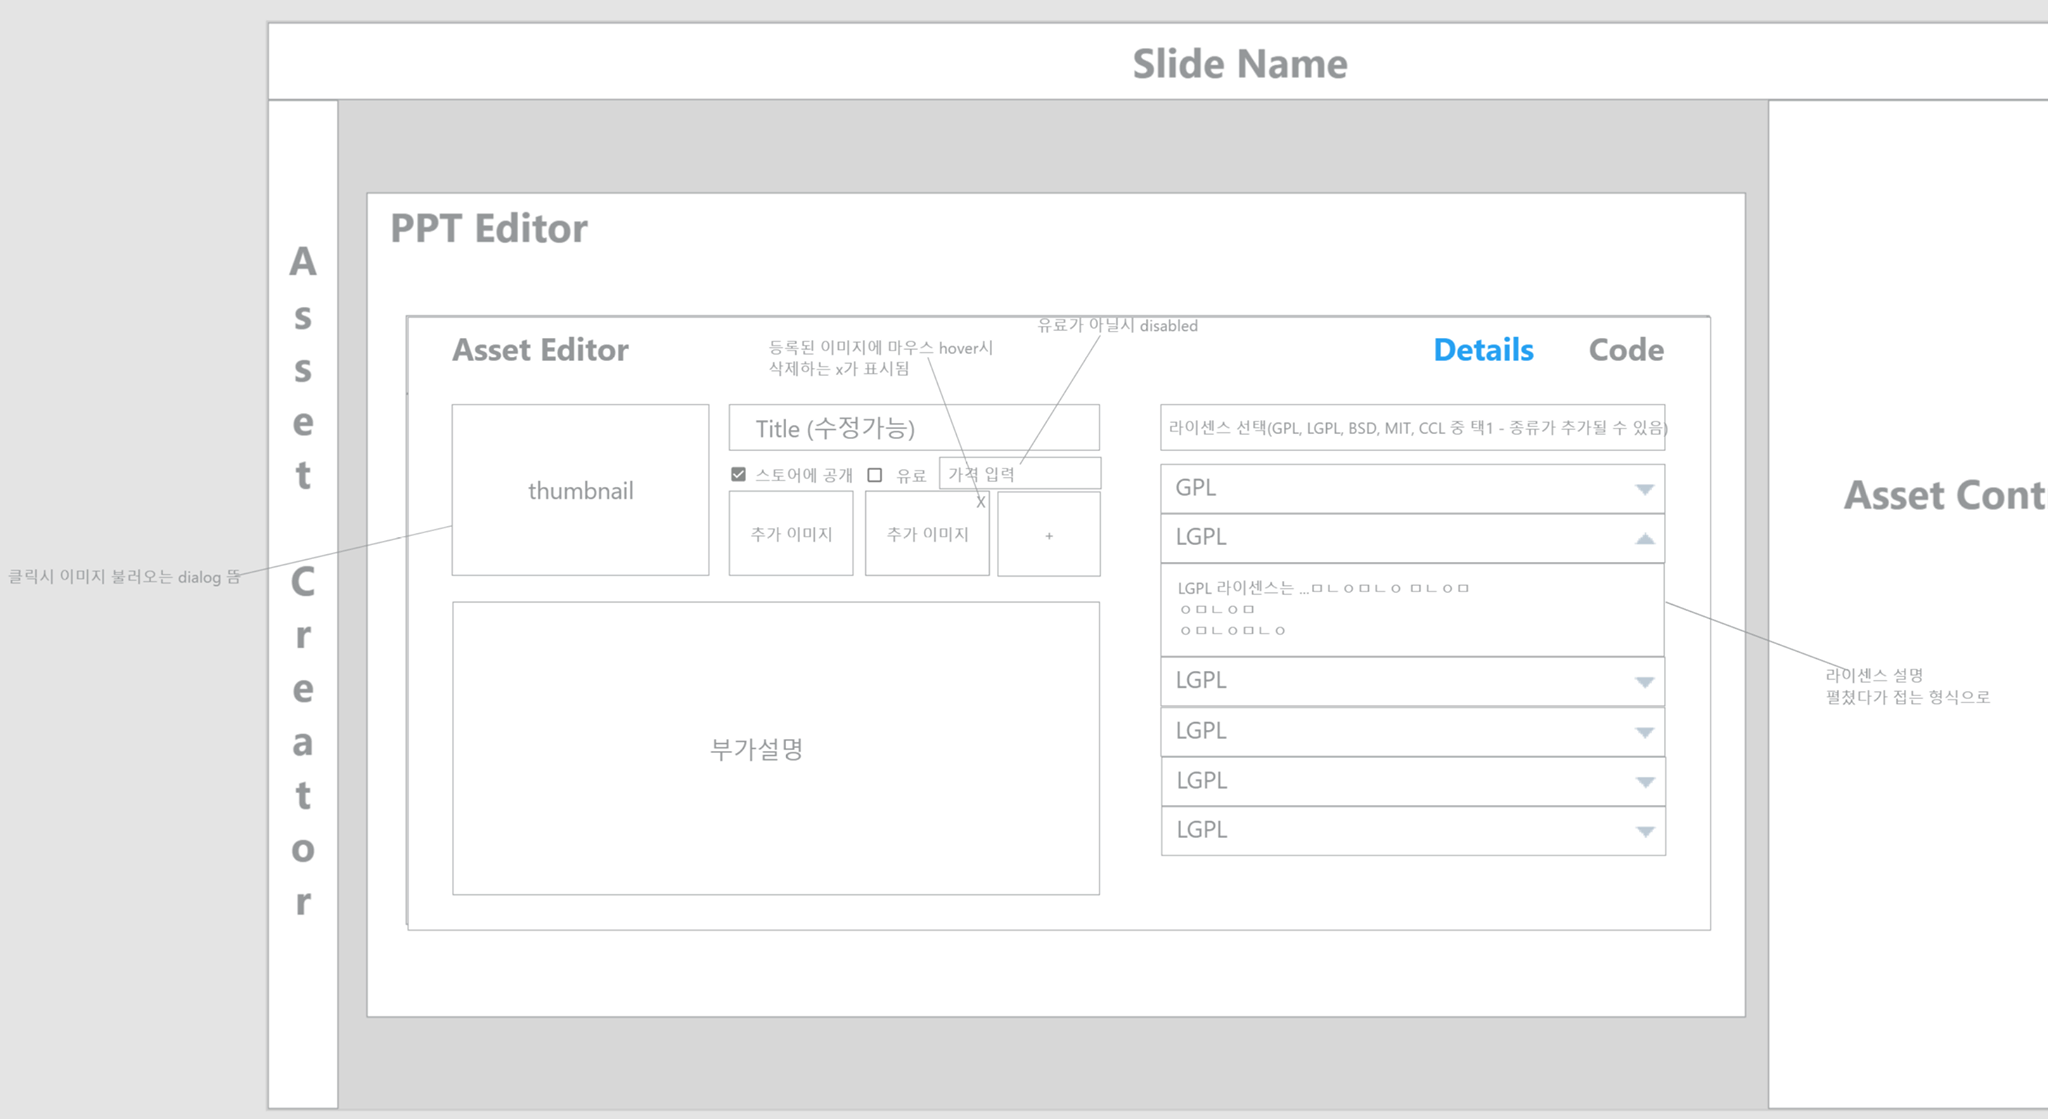 Slide Name
Asset Creator
PPT Editor
Asset Editor
유료가 아닐시 disabled
등록된 이미지에 마우스 hover시
삭제하는 x가 표시됨
Details
Code
thumbnail
Title (수정가능)
스토어에 공개
유료
가격 입력
추가 이미지
추가 이미지
X
+
클릭시 이미지 불러오는 dialog 뜸
부가설명
라이센스 선택(GPL, LGPL, BSD, MIT, CCL 중 택1 - 종류가 추가될 수 있음)
GPL
LGPL
LGPL 라이센스는 ...ㅁㄴㅇㅁㄴㅇ ㅁㄴㅇㅁ
ㅇㅁㄴㅇㅁ
ㅇㅁㄴㅇㅁㄴㅇ
LGPL
LGPL
LGPL
LGPL
Asset Cont
라이센스 설명
펼쳤다가 접는 형식으로